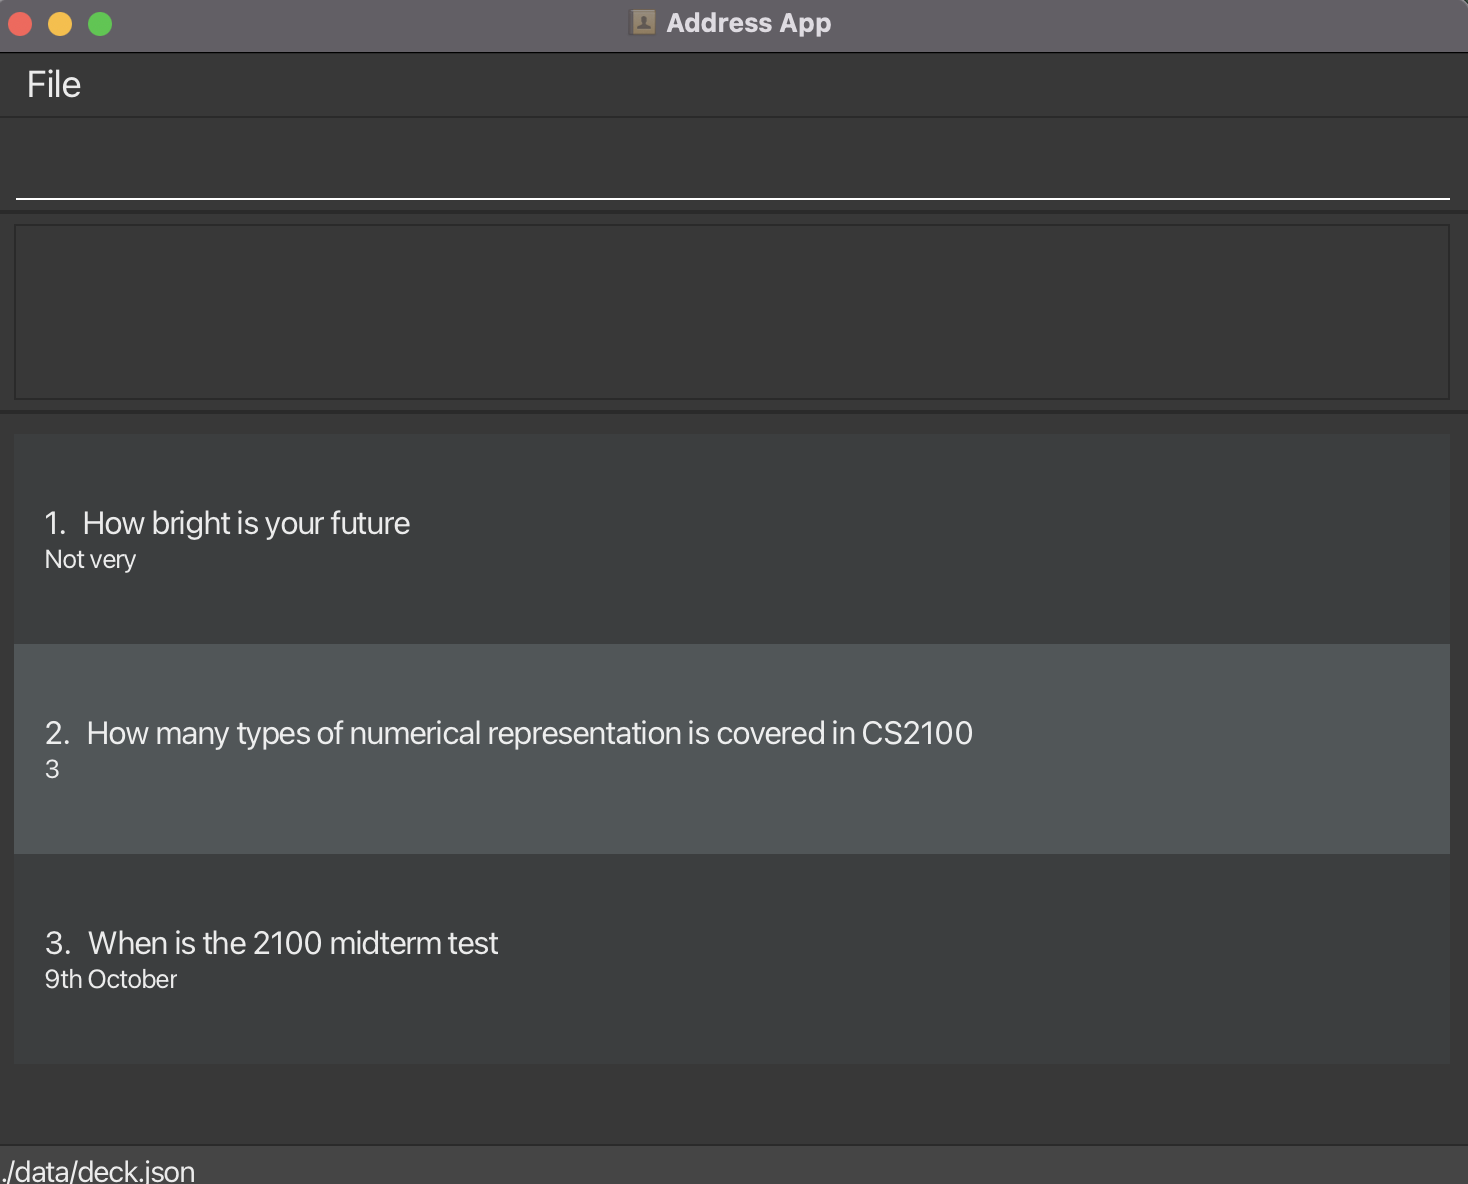 Address App
File
1. How bright is your future
Not very
2. How many types of numerical representation is covered in CS2100
3
3. When is the 2100 midterm test
9th October
./data/deck.json